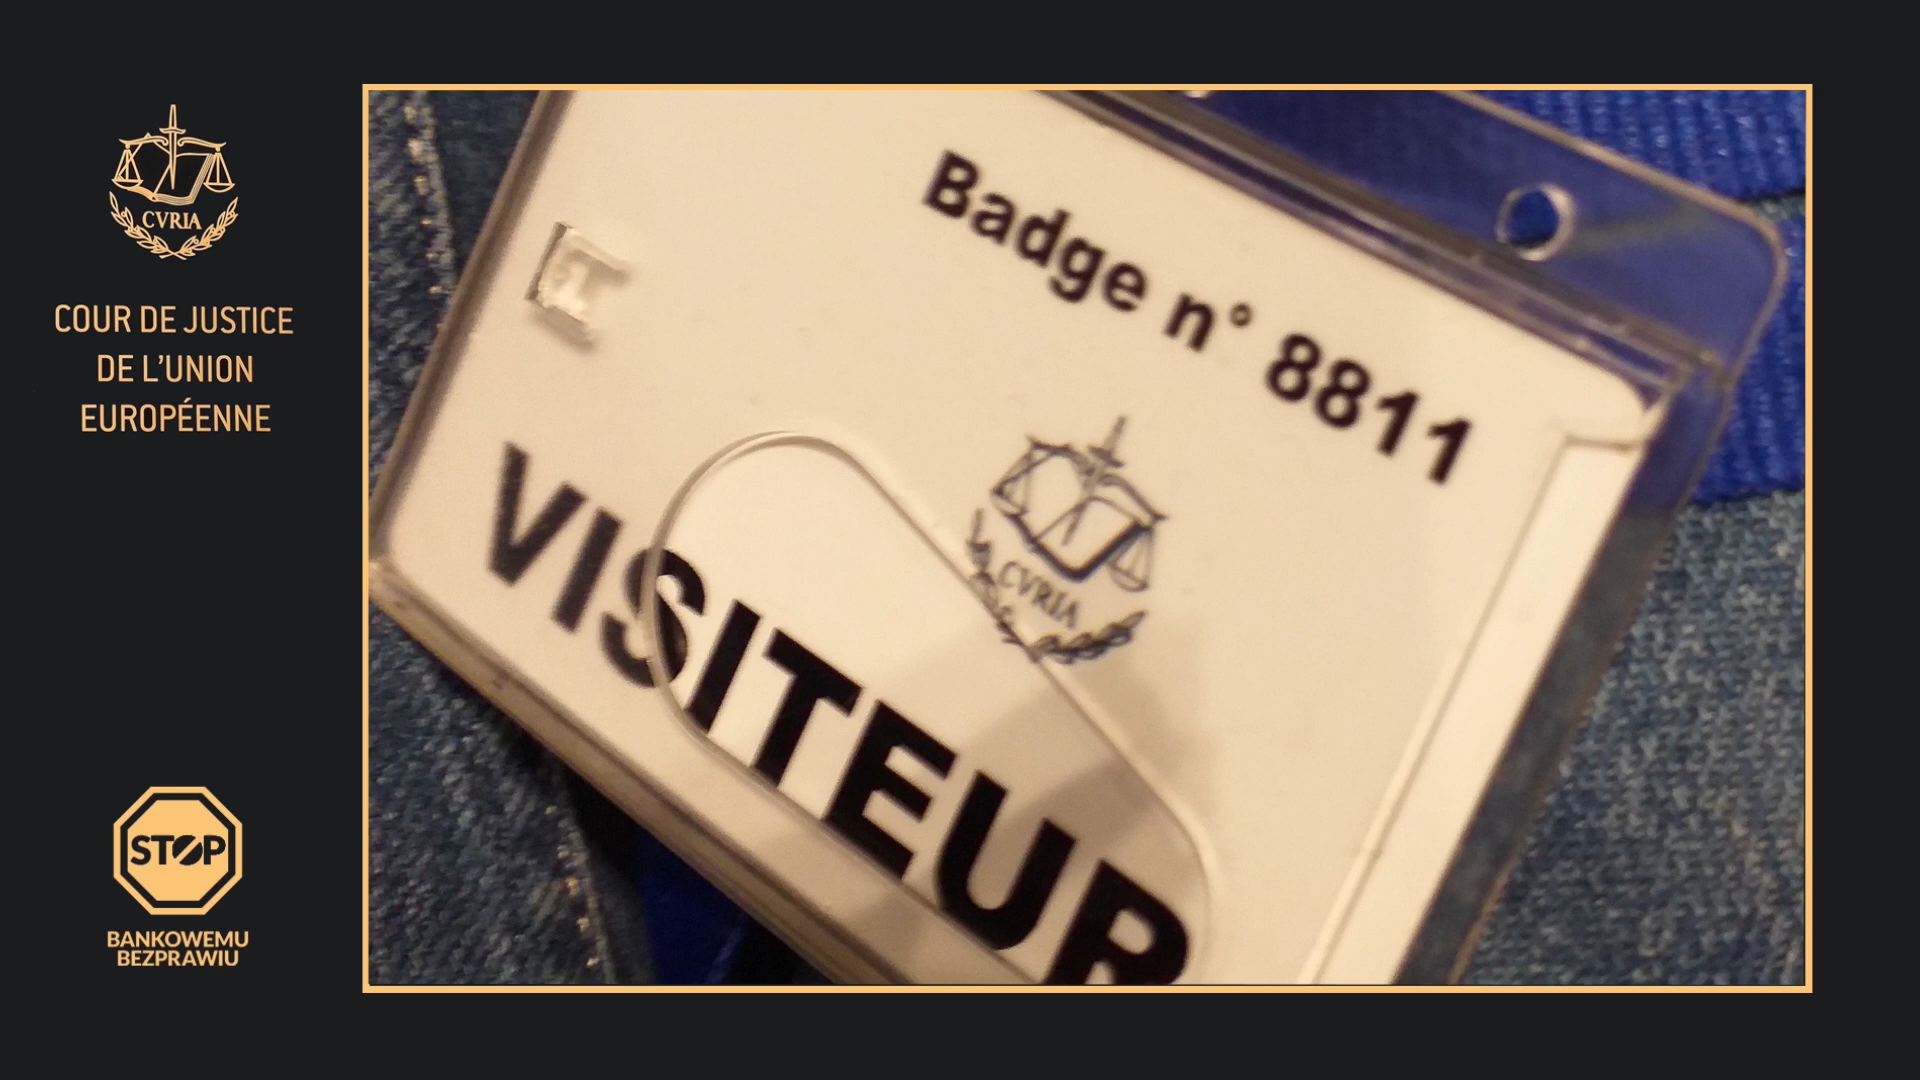 CVRIA
COUR DE JUSTICE
DE L'UNION
EUROPÉENNE
STOP
BANKOWEMU
BEZPRAWIU
Badge n° 8811
CVRIA
VISITEUR